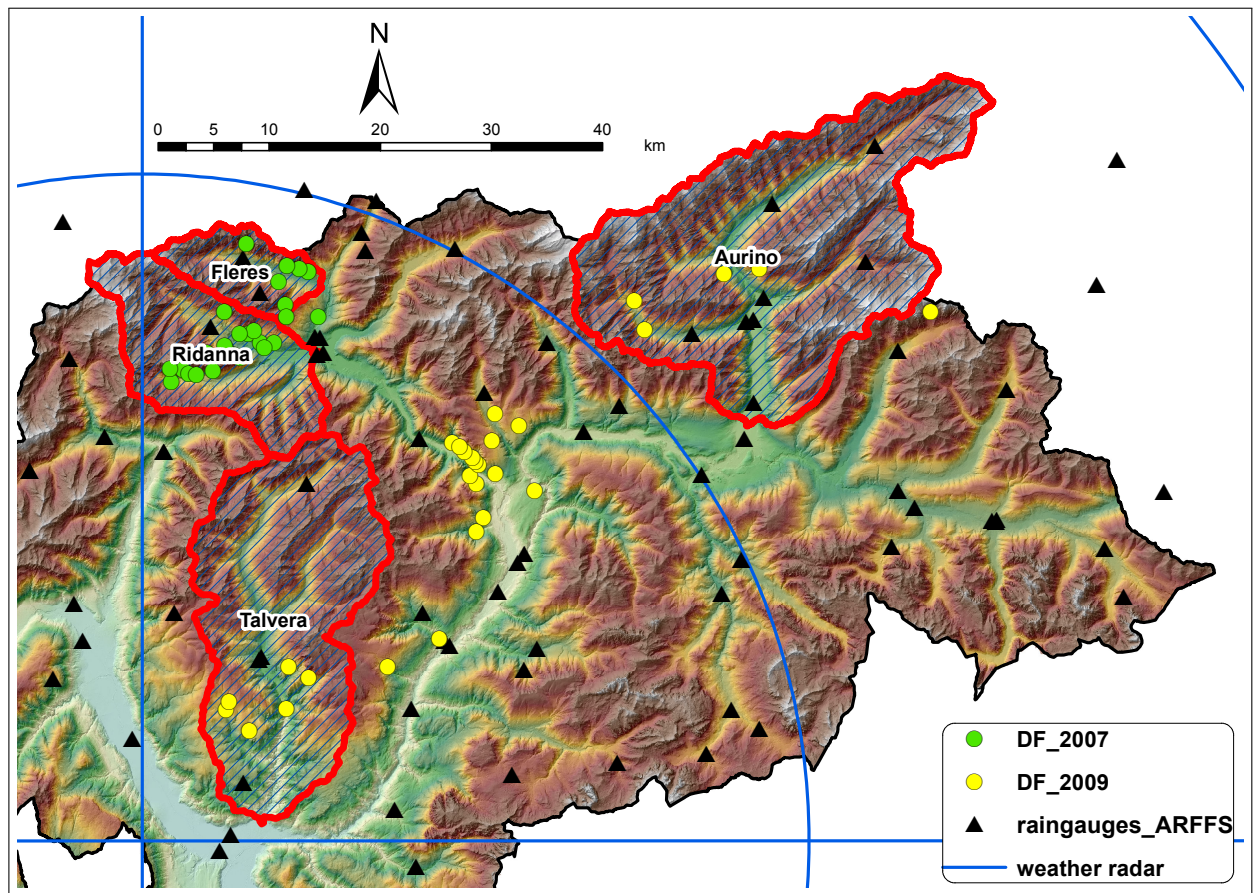 N
0 5 10 20 30 40
km
Aurino
Fleres
Ridanna
Talvera
DF_2007
DF_2009
raingauges_ARFFS
weather radar